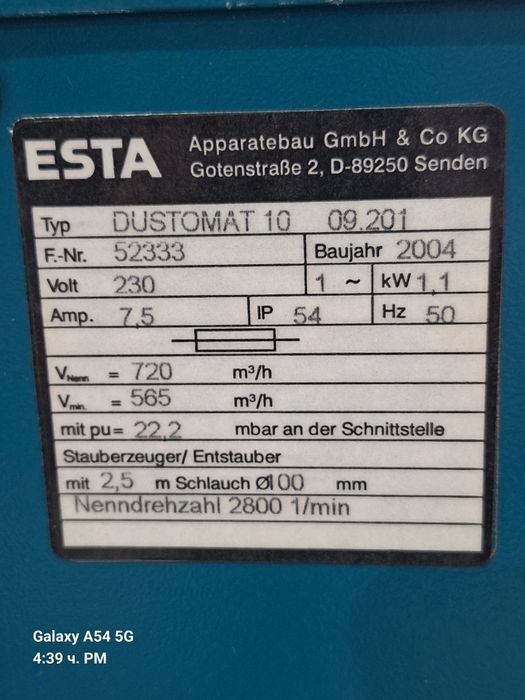 ESTA Apparatebau GmbH & Co KG
Gotenstraße 2, D-89250 Senden
Typ DUSTOMAT 10 09.201
F.-Nr. 52333 Baujahr 2004
Volt 230 1 ~ kW 1,1
Amp. 7,5 IP 54 Hz 50
VNenn = 720 m³/h
Vmin. = 565 m³/h
mit pu= 22,2 mbar an der Schnittstelle
Stauberzeuger/ Entstauber
mit 2,5 m Schlauch Ø100 mm
Nenndrehzahl 2800 1/min
Galaxy A54 5G
4:39 ч. PM